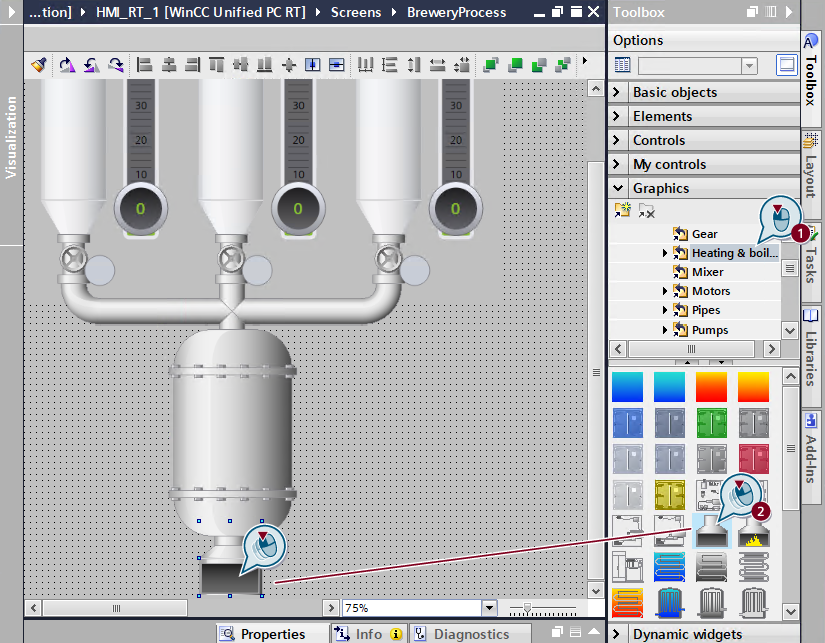 ...tion] HMI_RT_1 [WinCC Unified PC RT] Screens BreweryProcess
Toolbox
Options
Visualization
Basic objects
Elements
Controls
My controls
Graphics
Gear
Heating & boil...
Mixer
Motors
Pipes
Pumps
1
2
30 30 30
20 20 20
10 10 10
0 0 0
75%
Dynamic widgets
Properties Info Diagnostics
Toolbox
Layout
Tasks
Libraries
Add-Ins